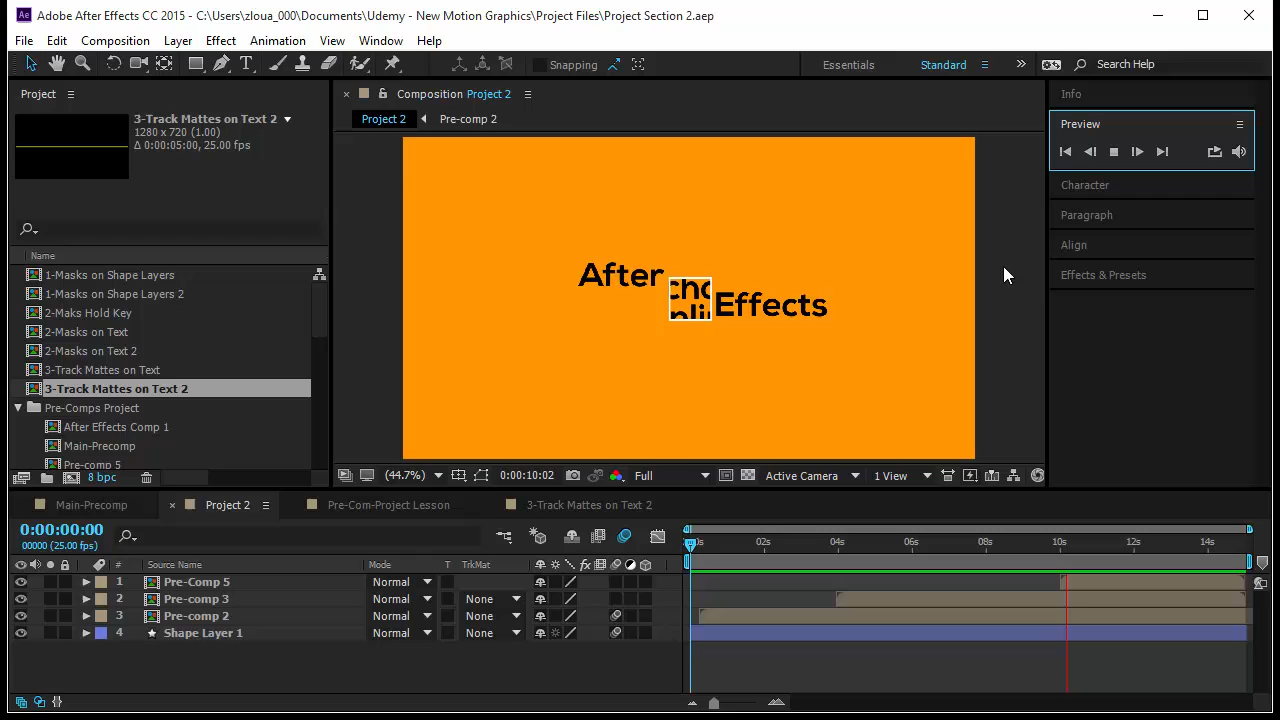 Adobe After Effects CC 2015 - C:\Users\zloua_000\Documents\Udemy - New Motion Graphics\Project Files\Project Section 2.aep
File Edit Composition Layer Effect Animation View Window Help
Snapping Essentials Standard Search Help
Project
3-Track Mattes on Text 2
1280 x 720 (1.00)
Δ 0:00:05:00, 25.00 fps
Name
1-Masks on Shape Layers
1-Masks on Shape Layers 2
2-Maks Hold Key
2-Masks on Text
2-Masks on Text 2
3-Track Mattes on Text
3-Track Mattes on Text 2
Pre-Comps Project
After Effects Comp 1
Main-Precomp
Pre-comp 5
8 bpc
Composition Project 2
Project 2 Pre-comp 2
After
Effects
(44.7%) 0:00:10:02 Full Active Camera 1 View
Info
Preview
Character
Paragraph
Align
Effects & Presets
Main-Precomp Project 2 Pre-Com-Project Lesson 3-Track Mattes on Text 2
0:00:00:00
00000 (25.00 fps)
02s 04s 06s 08s 10s 12s 14s
# Source Name Mode T TrkMat
1 Pre-Comp 5 Normal
2 Pre-comp 3 Normal None
3 Pre-comp 2 Normal None
4 Shape Layer 1 Normal None